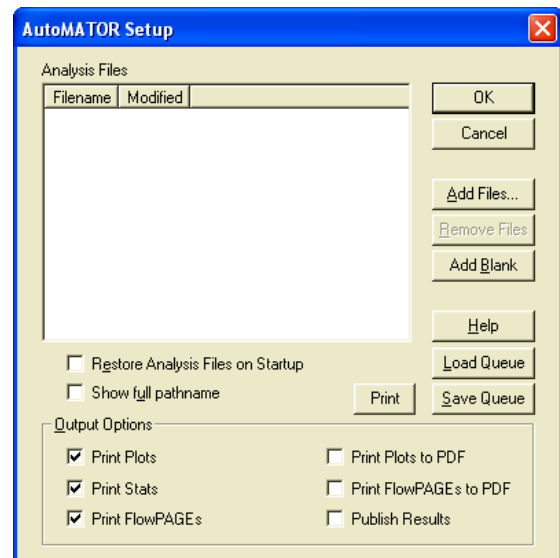 AutoMATOR Setup
Analysis Files
Filename Modified
OK
Cancel
Add Files...
Remove Files
Add Blank
Help
Load Queue
Save Queue
Restore Analysis Files on Startup
Show full pathname
Print
Output Options
Print Plots
Print Stats
Print FlowPAGEs
Print Plots to PDF
Print FlowPAGEs to PDF
Publish Results